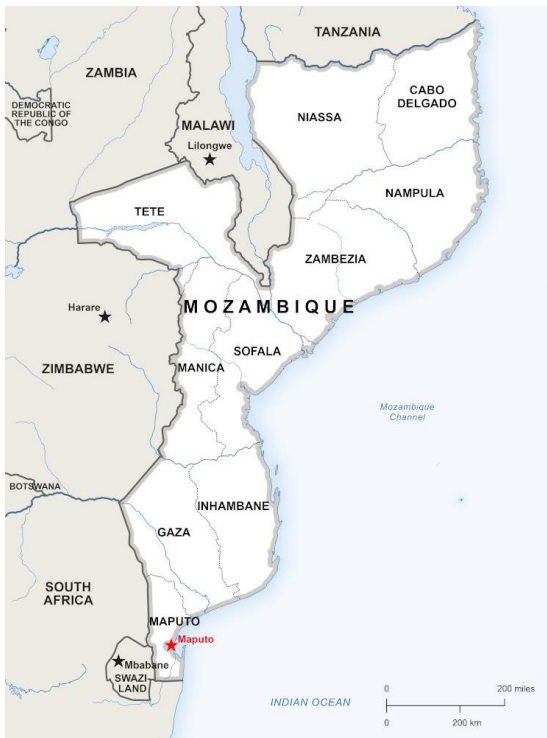 TANZANIA
ZAMBIA
CABO
DELGADO
DEMOCRATIC
REPUBLIC OF
THE CONGO
NIASSA
MALAWI
Lilongwe
NAMPULA
TETE
ZAMBEZIA
MOZAMBIQUE
Harare
SOFALA
ZIMBABWE
MANICA
Mozambique
Channel
BOTSWANA
INHAMBANE
GAZA
SOUTH
AFRICA
MAPUTO
Maputo
Mbabane
SWAZI-
LAND
INDIAN OCEAN
0 200 miles
0 200 km